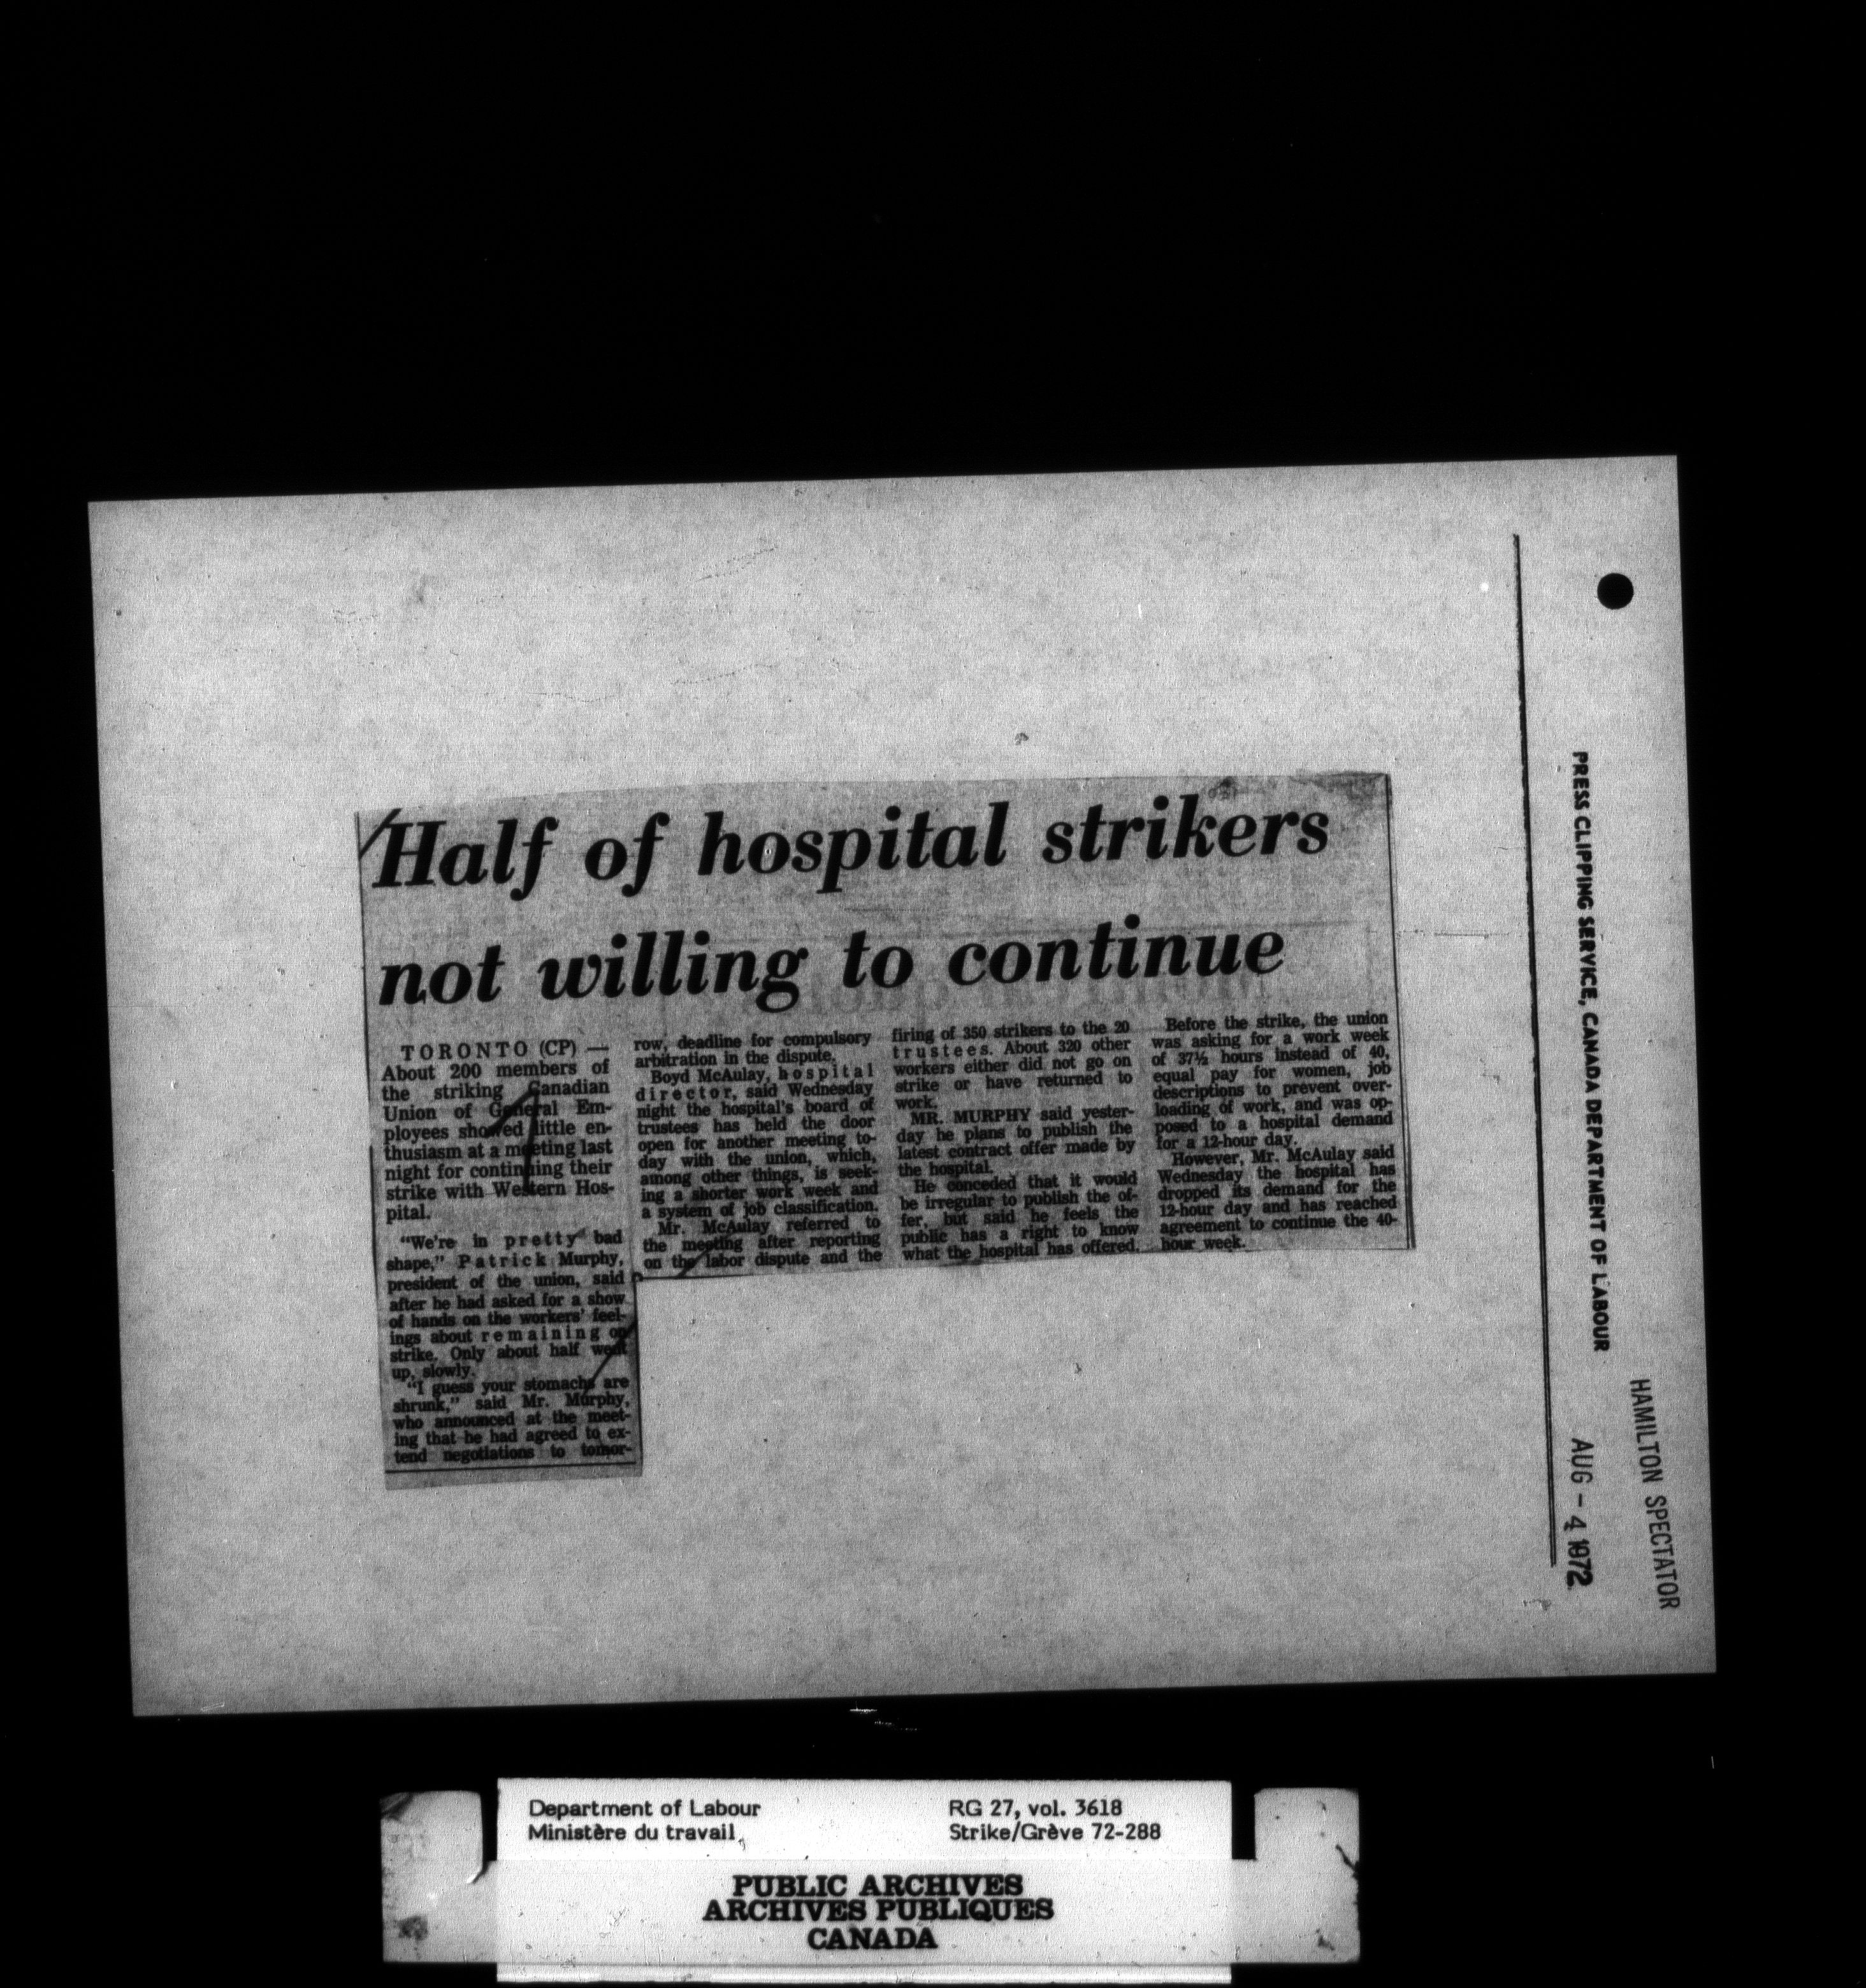 Half of hospital strikers
not willing to continue
TORONTO (CP) —
About 200 members of
the striking Canadian
Union of General Em-
ployees showed little en-
thusiasm at a meeting last
night for continuing their
strike with Western Hos-
pital.
“We're in pretty bad
shape,” Patrick Murphy,
president of the union, said
after he had asked for a show
of hands on the workers' feel-
ings about remaining on
strike. Only about half went
up, slowly.
“I guess your stomachs are
shrunk,” said Mr. Murphy,
who announced at the meet-
ing that he had agreed to ex-
tend negotiations to tomor-
row, deadline for compulsory
arbitration in the dispute.
Boyd McAulay, hospital
director, said Wednesday
night the hospital's board of
trustees has held the door
open for another meeting to-
day with the union, which,
among other things, is seek-
ing a shorter work week and
a system of job classification.
Mr. McAulay referred to
the meeting after reporting
on the labor dispute and the
firing of 350 strikers to the 20
trustees. About 320 other
workers either did not go on
strike or have returned to
work.
MR. MURPHY said yester-
day he plans to publish the
latest contract offer made by
the hospital.
He conceded that it would
be irregular to publish the of-
fer, but said he feels the
public has a right to know
what the hospital has offered.
Before the strike, the union
was asking for a work week
of 37½ hours instead of 40,
equal pay for women, job
descriptions to prevent over-
loading of work, and was op-
posed to a hospital demand
for a 12-hour day.
However, Mr. McAulay said
Wednesday the hospital has
dropped its demand for the
12-hour day and has reached
agreement to continue the 40-
hour week.
PRESS CLIPPING SERVICE, CANADA DEPARTMENT OF LABOUR
HAMILTON SPECTATOR
AUG - 4 1972
Department of Labour
Ministère du travail
RG 27, vol. 3618
Strike/Grève 72-288
PUBLIC ARCHIVES
ARCHIVES PUBLIQUES
CANADA